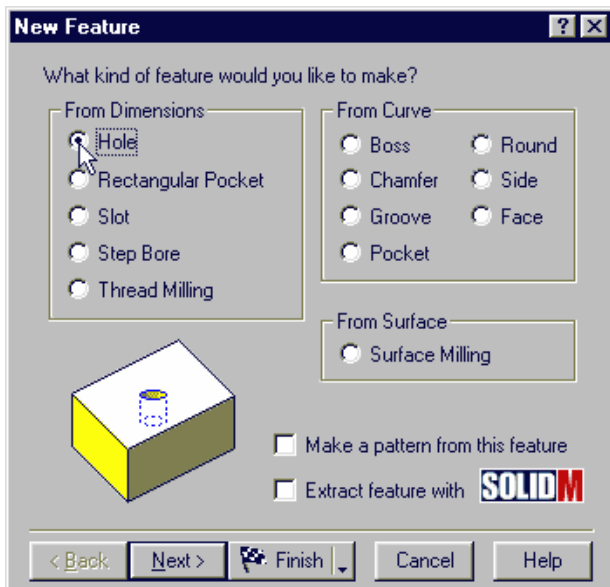 New Feature
What kind of feature would you like to make?
From Dimensions
Hole
Rectangular Pocket
Slot
Step Bore
Thread Milling
From Curve
Boss
Round
Chamfer
Side
Groove
Face
Pocket
From Surface
Surface Milling
Make a pattern from this feature
Extract feature with SOLIDM
< Back Next > Finish Cancel Help